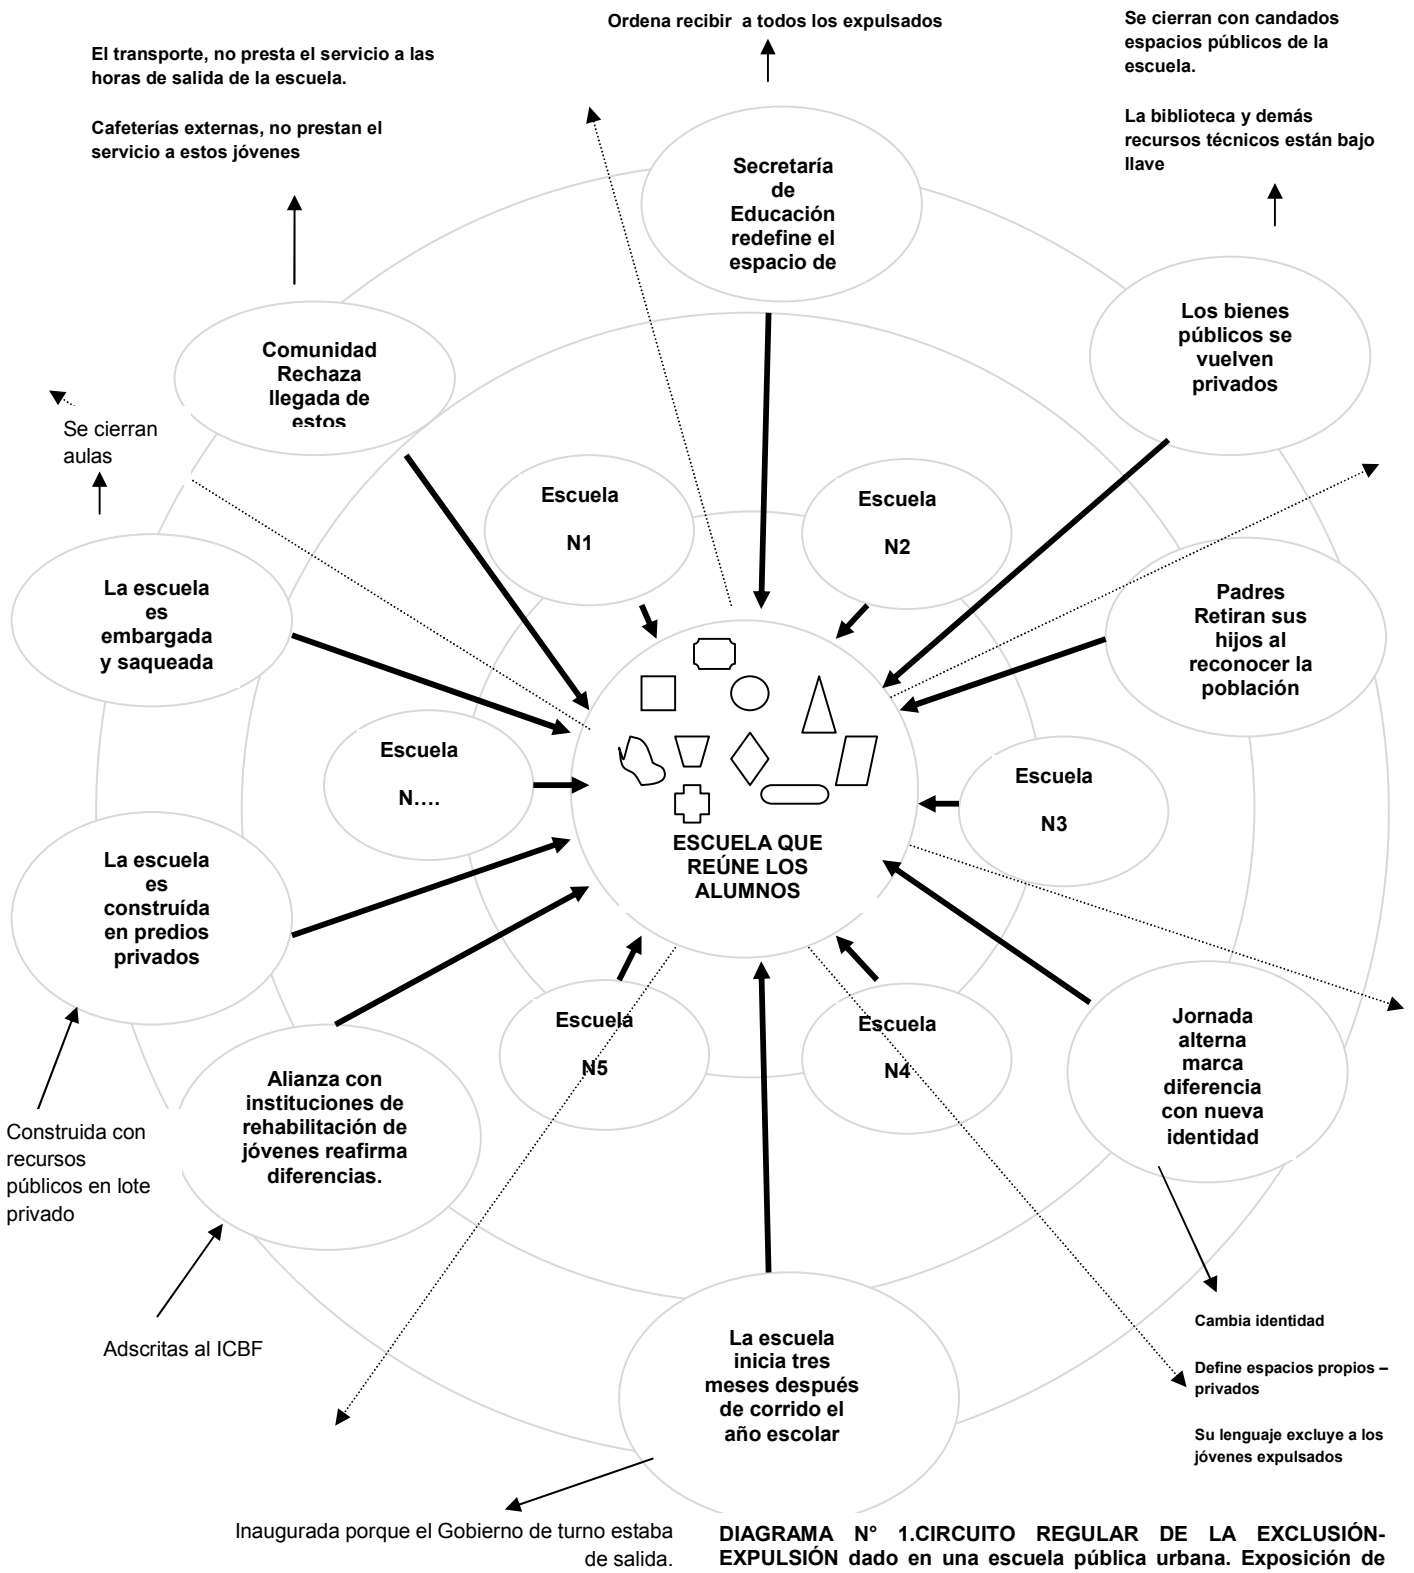 Ordena recibir a todos los expulsados
El transporte, no presta el servicio a las
horas de salida de la escuela.
Cafeterías externas, no prestan el
servicio a estos jóvenes
Se cierran con candados
espacios públicos de la
escuela.
La biblioteca y demás
recursos técnicos están bajo
llave
Secretaría
de
Educación
redefine el
espacio de
Comunidad
Rechaza
llegada de
estos
Los bienes
públicos se
vuelven
privados
Se cierran
aulas
Escuela
N1
Escuela
N2
La escuela
es
embargada
y saqueada
Padres
Retiran sus
hijos al
reconocer la
población
Escuela
N....
Escuela
N3
ESCUELA QUE
REÚNE LOS
ALUMNOS
La escuela
es
construída
en predios
privados
Escuela
N5
Escuela
N4
Jornada
alterna
marca
diferencia
con nueva
identidad
Alianza con
instituciones de
rehabilitación de
jóvenes reafirma
diferencias.
Construida con
recursos
públicos en lote
privado
Adscritas al ICBF
La escuela
inicia tres
meses después
de corrido el
año escolar
Cambia identidad
Define espacios propios –
privados
Su lenguaje excluye a los
jóvenes expulsados
Inaugurada porque el Gobierno de turno estaba
de salida.
DIAGRAMA N° 1.CIRCUITO REGULAR DE LA EXCLUSIÓN-
EXPULSIÓN dado en una escuela pública urbana. Exposición de